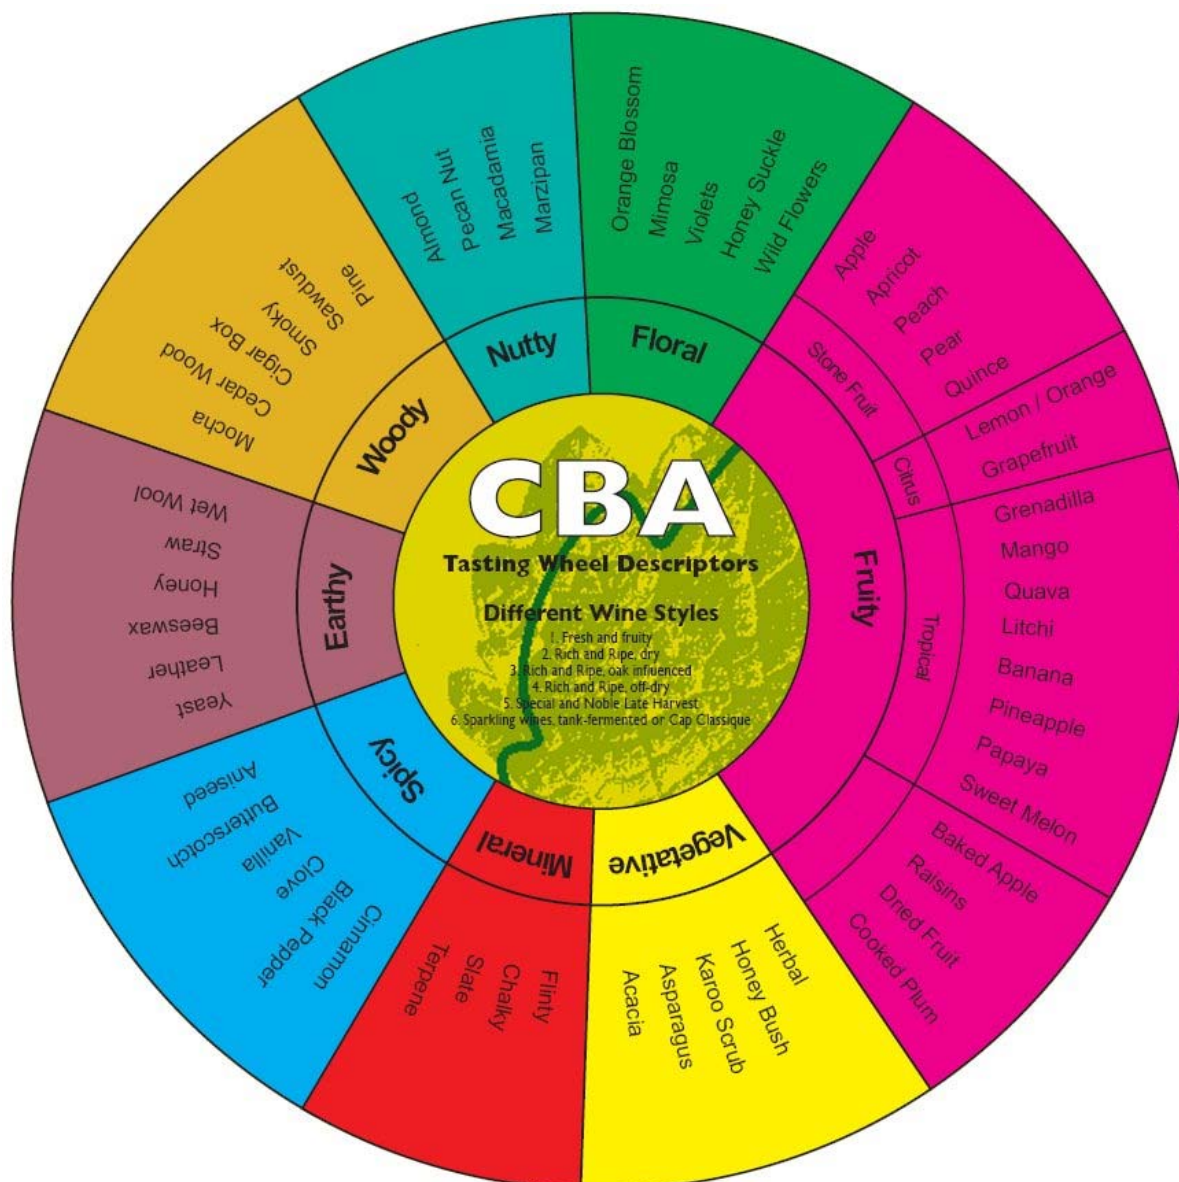 CBA
Tasting Wheel Descriptors
Different Wine Styles
1. Fresh and fruity
2. Rich and Ripe, dry
3. Rich and Ripe, oak influenced
4. Rich and Ripe, off-dry
5. Special and Noble Late Harvest
6. Sparkling wines, tank-fermented or Cap Classique
Floral
Orange Blossom
Mimosa
Violets
Honey Suckle
Wild Flowers
Fruity
Stone Fruit
Apple
Apricot
Peach
Pear
Quince
Citrus
Lemon / Orange
Grapefruit
Tropical
Grenadilla
Mango
Quava
Litchi
Banana
Pineapple
Papaya
Sweet Melon
Baked Apple
Raisins
Dried Fruit
Cooked Plum
Vegetative
Herbal
Honey Bush
Karoo Scrub
Asparagus
Acacia
Mineral
Flinty
Chalky
Slate
Terpene
Spicy
Cinnamon
Black Pepper
Clove
Vanilla
Butterscotch
Aniseed
Earthy
Yeast
Leather
Beeswax
Honey
Straw
Wet Wool
Woody
Mocha
Cedar Wood
Cigar Box
Smoky
Sawdust
Pine
Nutty
Almond
Pecan Nut
Macadamia
Marzipan